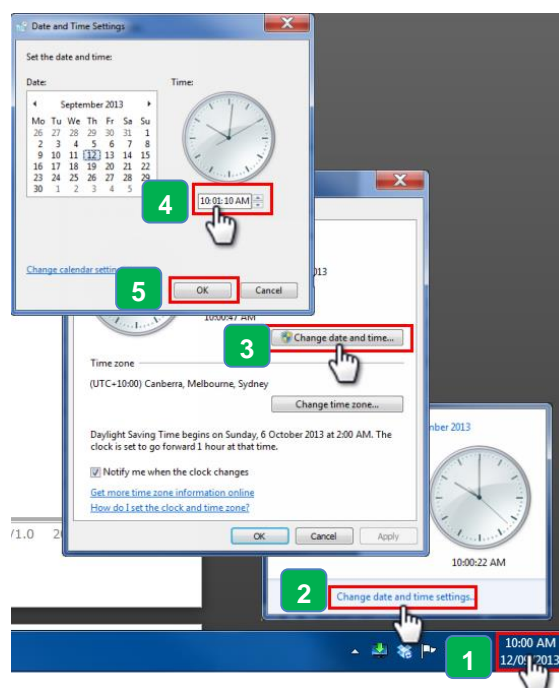 Date and Time Settings
Set the date and time:
Date:
Time:
September 2013
Mo Tu We Th Fr Sa Su
26 27 28 29 30 31 1
2 3 4 5 6 7 8
9 10 11 12 13 14 15
16 17 18 19 20 21 22
23 24 25 26 27 28 29
30 1 2 3 4 5
4
10:01:10 AM
Change calendar
5
OK Cancel
10:00:47 AM
3
Change date and time...
Time zone
(UTC+10:00) Canberra, Melbourne, Sydney
Change time zone...
Daylight Saving Time begins on Sunday, 6 October 2013 at 2:00 AM. The
clock is set to go forward 1 hour at that time.
Notify me when the clock changes
Get more time zone information online
How do I set the clock and time zone?
OK Cancel Apply
2013
10:00:22 AM
2
Change date and time settings...
1
10:00 AM